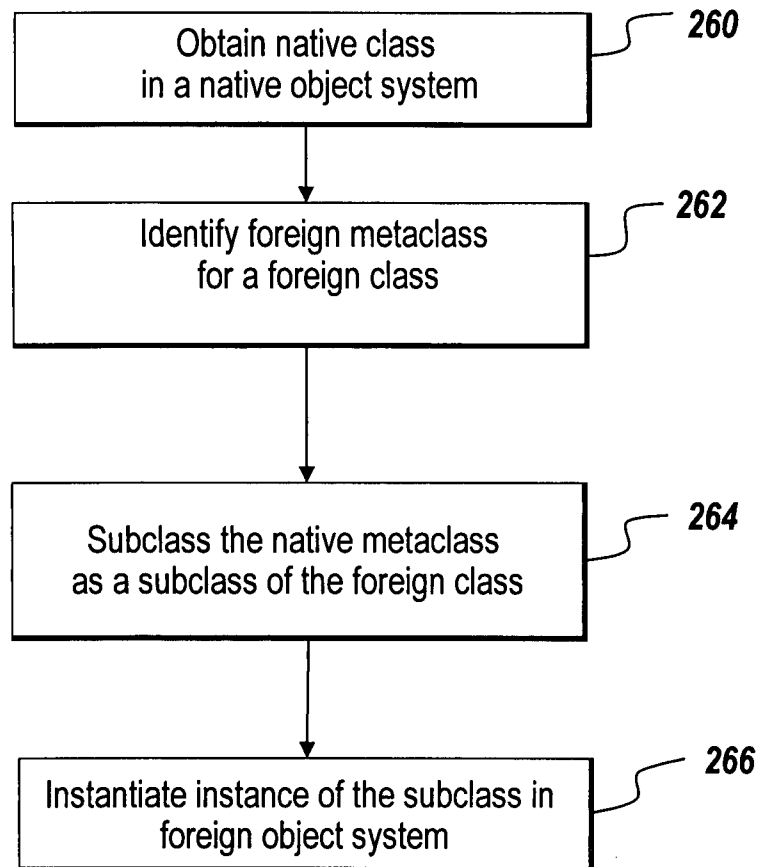 Obtain native class
in a native object system
260
Identify foreign metaclass
for a foreign class
262
Subclass the native metaclass
as a subclass of the foreign class
264
Instantiate instance of the subclass in
foreign object system
266